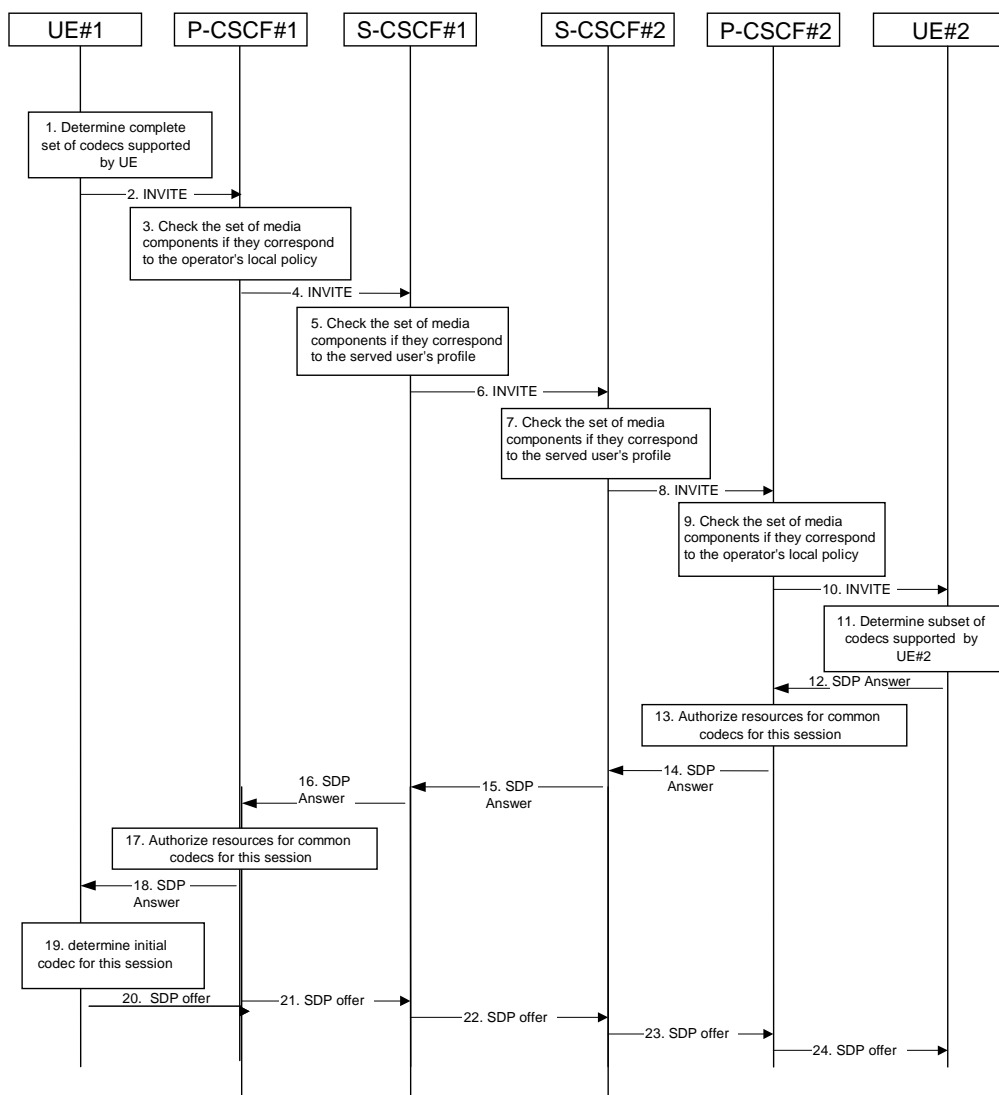 UE#1
P-CSCF#1
S-CSCF#1
S-CSCF#2
P-CSCF#2
UE#2
1. Determine complete
set of codecs supported
by UE
2. INVITE
3. Check the set of media
components if they correspond
to the operator's local policy
4. INVITE
5. Check the set of media
components if they correspond
to the served user's profile
6. INVITE
7. Check the set of media
components if they correspond
to the served user's profile
8. INVITE
9. Check the set of media
components if they correspond
to the operator's local policy
10. INVITE
11. Determine subset of
codecs supported by
UE#2
12. SDP Answer
13. Authorize resources for common
codecs for this session
14. SDP
Answer
15. SDP
Answer
16. SDP
Answer
17. Authorize resources for common
codecs for this session
18. SDP
Answer
19. determine initial
codec for this session
20. SDP offer
21. SDP offer
22. SDP offer
23. SDP offer
24. SDP offer